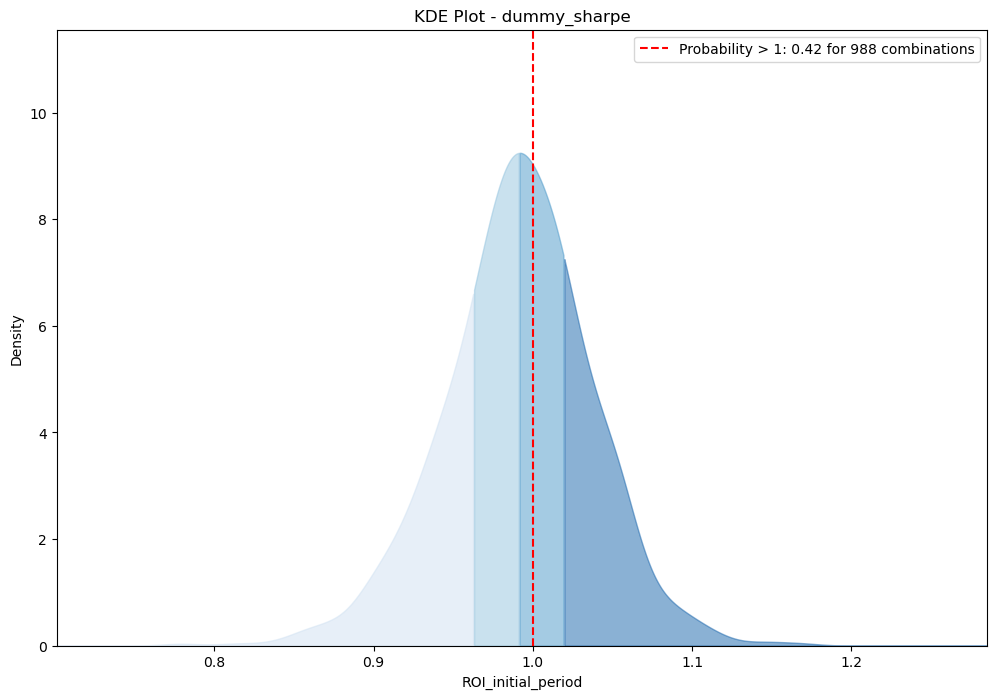 KDE Plot - dummy_sharpe
Probability > 1: 0.42 for 988 combinations
Density
10
8
6
4
2
0
0.8
0.9
1.0
1.1
1.2
ROI_initial_period